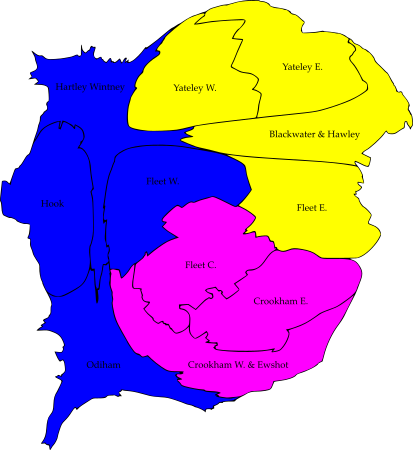 Yateley E.
Hartley Wintney
Yateley W.
Blackwater & Hawley
Fleet W.
Hook
Fleet E.
Fleet C.
Crookham E.
Odiham
Crookham W. & Ewshot